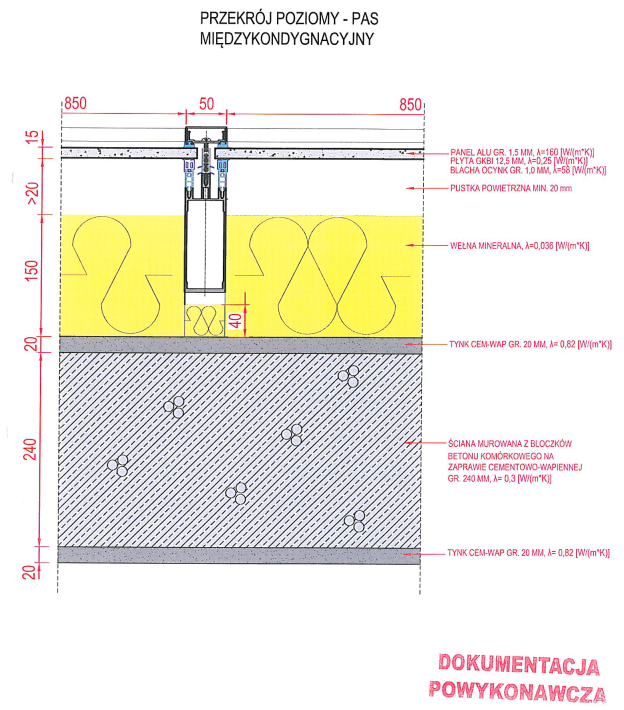 PRZEKRÓJ POZIOMY - PAS
MIĘDZYKONDYGNACYJNY
850
50
850
15
PANEL ALU GR. 1,5 MM, λ=160 [W/(m*K)]
PŁYTA GKBI 12,5 MM, λ=0,25 [W/(m*K)]
BLACHA OCYNK GR. 1,0 MM, λ=58 [W/(m*K)]
>20
PUSTKA POWIETRZNA MIN. 20 mm
150
WEŁNA MINERALNA, λ=0,036 [W/(m*K)]
40
20
TYNK CEM-WAP GR. 20 MM, λ= 0,82 [W/(m*K)]
240
ŚCIANA MUROWANA Z BLOCZKÓW
BETONU KOMÓRKOWEGO NA
ZAPRAWIE CEMENTOWO-WAPIENNEJ
GR. 240 MM, λ= 0,3 [W/(m*K)]
20
TYNK CEM-WAP GR. 20 MM, λ= 0,82 [W/(m*K)]
DOKUMENTACJA
POWYKONAWCZA